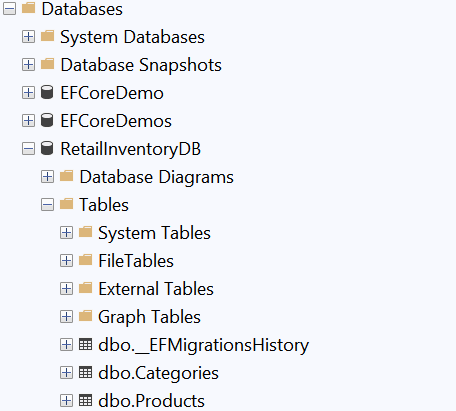 Databases
System Databases
Database Snapshots
EFCoreDemo
EFCoreDemos
RetailInventoryDB
Database Diagrams
Tables
System Tables
FileTables
External Tables
Graph Tables
dbo.__EFMigrationsHistory
dbo.Categories
dbo.Products